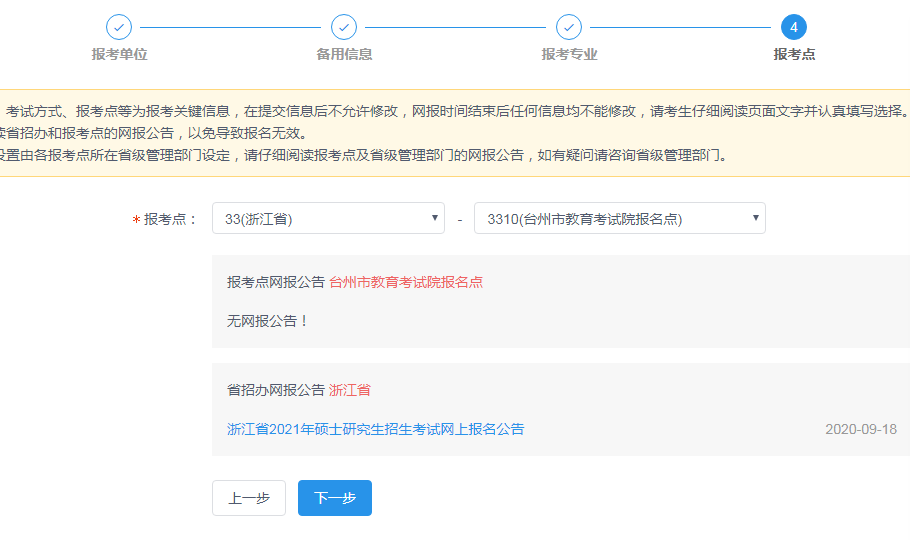 报考单位
备用信息
报考专业
4
报考点
考试方式、报考点等为报考关键信息，在提交信息后不允许修改，网报时间结束后任何信息均不能修改，请考生仔细阅读页面文字并认真填写选择。
读省招办和报考点的网报公告，以免导致报名无效。
设置由各报考点所在省级管理部门设定，请仔细阅读报考点及省级管理部门的网报公告，如有疑问请咨询省级管理部门。
*报考点： 33(浙江省) - 3310(台州市教育考试院报名点)
报考点网报公告 台州市教育考试院报名点
无网报公告！
省招办网报公告 浙江省
浙江省2021年硕士研究生招生考试网上报名公告 2020-09-18
上一步 下一步